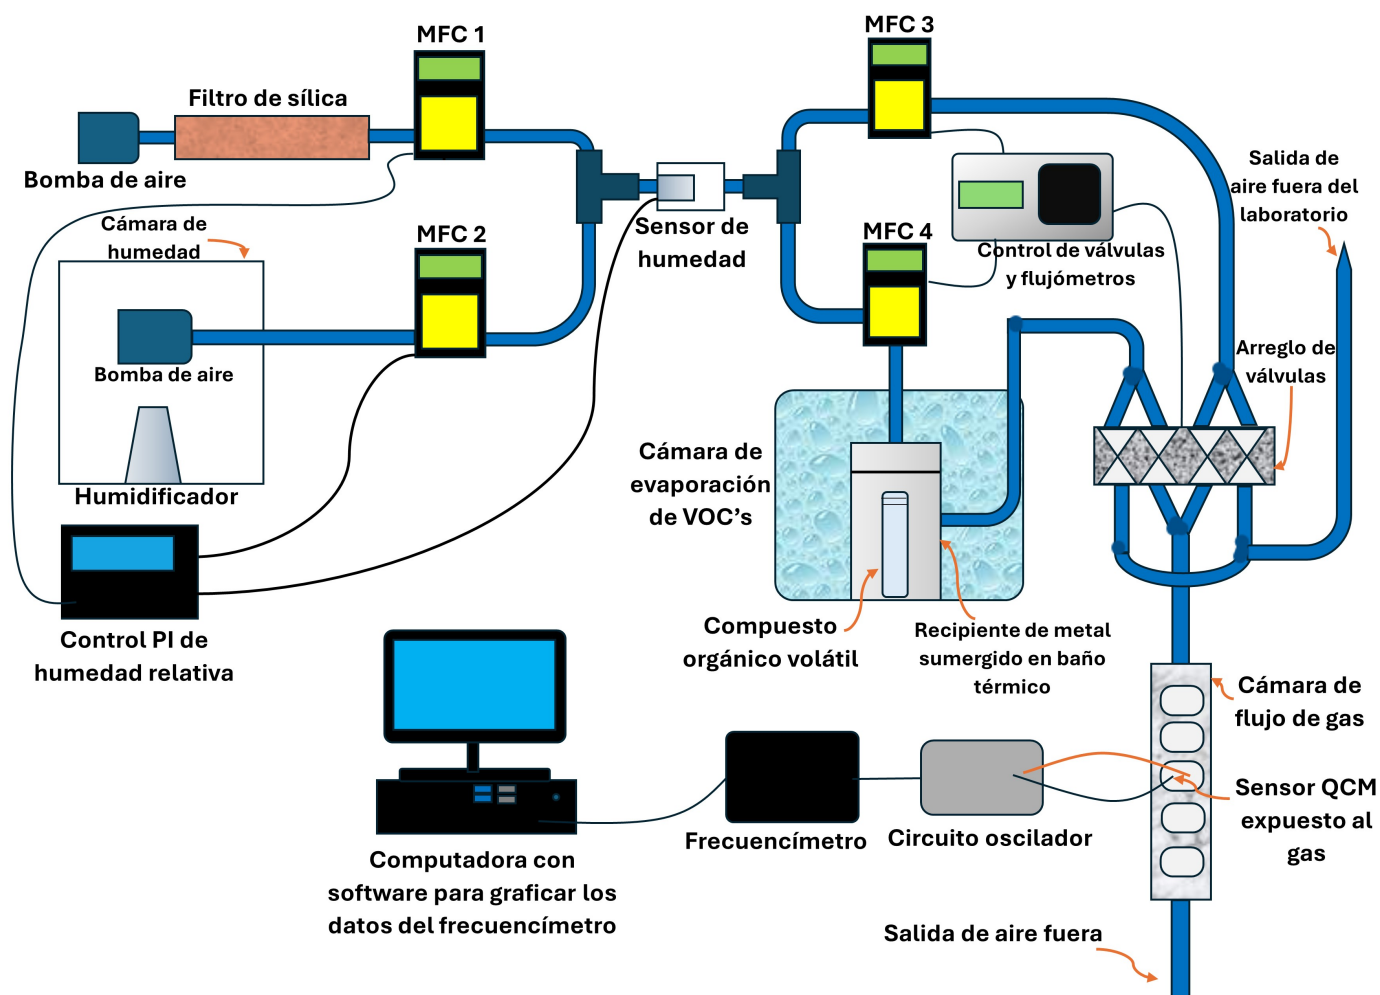 MFC 1
Filtro de sílica
Bomba de aire
Cámara de
humedad
MFC 2
Bomba de aire
Humidificador
Control PI de
humedad relativa
Sensor de
humedad
MFC 3
MFC 4
Control de válvulas
y flujómetros
Salida de
aire fuera del
laboratorio
Arreglo de
válvulas
Cámara de
evaporación
de VOC’s
Compuesto
orgánico volátil
Recipiente de metal
sumergido en baño
térmico
Cámara de
flujo de gas
Sensor QCM
expuesto al
gas
Circuito oscilador
Frecuencímetro
Computadora con
software para graficar los
datos del frecuencímetro
Salida de aire fuera